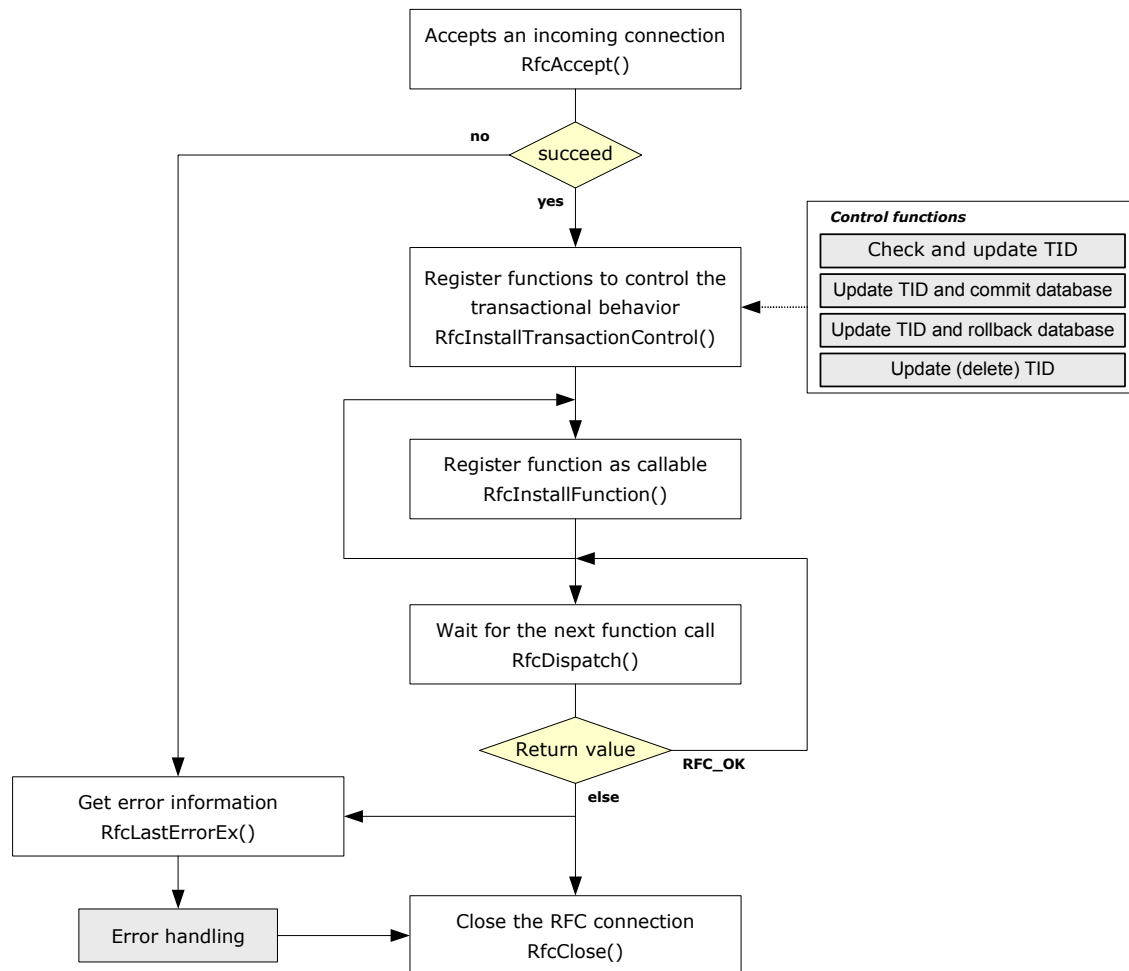 Accepts an incoming connection
RfcAccept()
no
succeed
yes
Control functions
Check and update TID
Update TID and commit database
Update TID and rollback database
Update (delete) TID
Register functions to control the
transactional behavior
RfcInstallTransactionControl()
Register function as callable
RfcInstallFunction()
Wait for the next function call
RfcDispatch()
Return value
RFC_OK
else
Get error information
RfcLastErrorEx()
Error handling
Close the RFC connection
RfcClose()